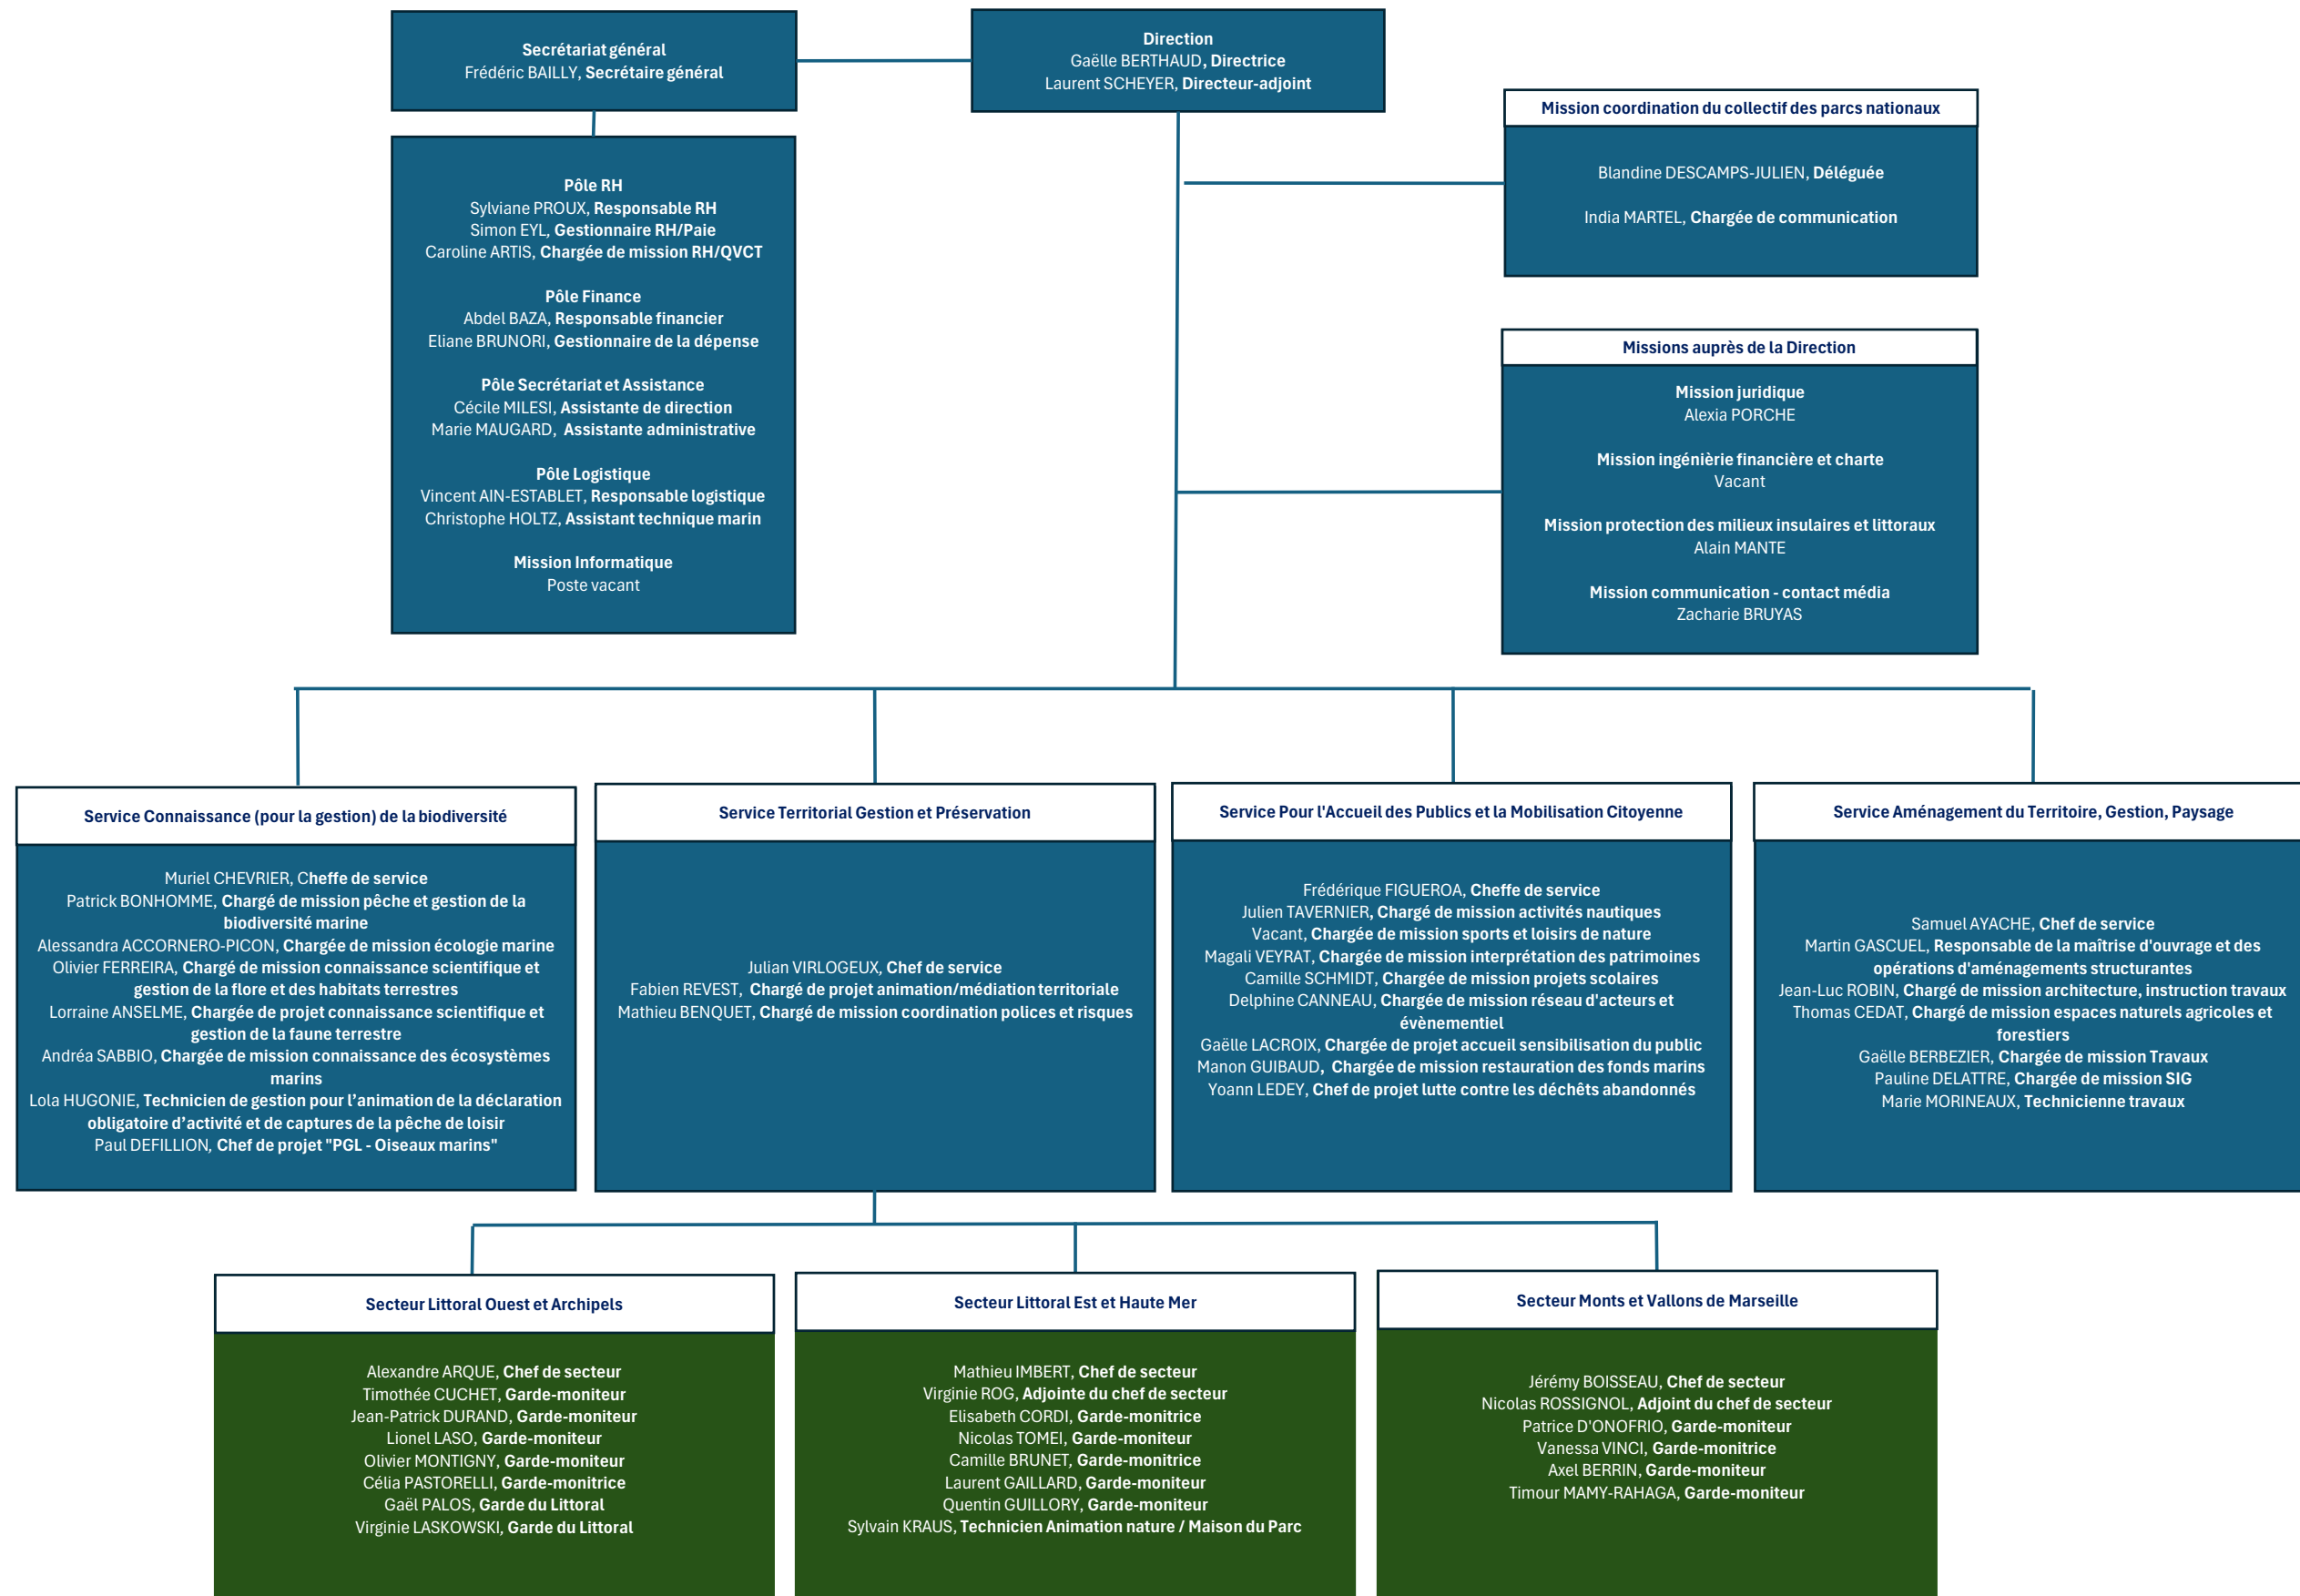 Secrétariat général
Frédéric BAILLY, Secrétaire général
Direction
Gaëlle BERTHAUD, Directrice
Laurent SCHEYER, Directeur-adjoint
Mission coordination du collectif des parcs nationaux
Blandine DESCAMPS-JULIEN, Déléguée
India MARTEL, Chargée de communication
Pôle RH
Sylviane PROUX, Responsable RH
Simon EYL, Gestionnaire RH/Paie
Caroline ARTIS, Chargée de mission RH/QVCT
Pôle Finance
Abdel BAZA, Responsable financier
Eliane BRUNORI, Gestionnaire de la dépense
Pôle Secrétariat et Assistance
Cécile MILESI, Assistante de direction
Marie MAUGARD, Assistante administrative
Pôle Logistique
Vincent AIN-ESTABLET, Responsable logistique
Christophe HOLTZ, Assistant technique marin
Mission Informatique
Poste vacant
Missions auprès de la Direction
Mission juridique
Alexia PORCHE
Mission ingénièrie financière et charte
Vacant
Mission protection des milieux insulaires et littoraux
Alain MANTE
Mission communication - contact média
Zacharie BRUYAS
Service Connaissance (pour la gestion) de la biodiversité
Muriel CHEVRIER, Cheffe de service
Patrick BONHOMME, Chargé de mission pêche et gestion de la
biodiversité marine
Alessandra ACCORNERO-PICON, Chargée de mission écologie marine
Olivier FERREIRA, Chargé de mission connaissance scientifique et
gestion de la flore et des habitats terrestres
Lorraine ANSELME, Chargée de projet connaissance scientifique et
gestion de la faune terrestre
Andréa SABBIO, Chargée de mission connaissance des écosystèmes
marins
Lola HUGONIE, Technicien de gestion pour l’animation de la déclaration
obligatoire d’activité et de captures de la pêche de loisir
Paul DEFILLION, Chef de projet "PGL - Oiseaux marins"
Service Territorial Gestion et Préservation
Julian VIRLOGEUX, Chef de service
Fabien REVEST, Chargé de projet animation/médiation territoriale
Mathieu BENQUET, Chargé de mission coordination polices et risques
Service Pour l'Accueil des Publics et la Mobilisation Citoyenne
Frédérique FIGUEROA, Cheffe de service
Julien TAVERNIER, Chargé de mission activités nautiques
Vacant, Chargée de mission sports et loisirs de nature
Magali VEYRAT, Chargée de mission interprétation des patrimoines
Camille SCHMIDT, Chargée de mission projets scolaires
Delphine CANNEAU, Chargée de mission réseau d'acteurs et
évènementiel
Gaëlle LACROIX, Chargée de projet accueil sensibilisation du public
Manon GUIBAUD, Chargée de mission restauration des fonds marins
Yoann LEDEY, Chef de projet lutte contre les déchêts abandonnés
Service Aménagement du Territoire, Gestion, Paysage
Samuel AYACHE, Chef de service
Martin GASCUEL, Responsable de la maîtrise d'ouvrage et des
opérations d'aménagements structurantes
Jean-Luc ROBIN, Chargé de mission architecture, instruction travaux
Thomas CEDAT, Chargé de mission espaces naturels agricoles et
forestiers
Gaëlle BERBEZIER, Chargée de mission Travaux
Pauline DELATTRE, Chargée de mission SIG
Marie MORINEAUX, Technicienne travaux
Secteur Littoral Ouest et Archipels
Alexandre ARQUE, Chef de secteur
Timothée CUCHET, Garde-moniteur
Jean-Patrick DURAND, Garde-moniteur
Lionel LASO, Garde-moniteur
Olivier MONTIGNY, Garde-moniteur
Célia PASTORELLI, Garde-monitrice
Gaël PALOS, Garde du Littoral
Virginie LASKOWSKI, Garde du Littoral
Secteur Littoral Est et Haute Mer
Mathieu IMBERT, Chef de secteur
Virginie ROG, Adjointe du chef de secteur
Elisabeth CORDI, Garde-monitrice
Nicolas TOMEI, Garde-moniteur
Camille BRUNET, Garde-monitrice
Laurent GAILLARD, Garde-moniteur
Quentin GUILLORY, Garde-moniteur
Sylvain KRAUS, Technicien Animation nature / Maison du Parc
Secteur Monts et Vallons de Marseille
Jérémy BOISSEAU, Chef de secteur
Nicolas ROSSIGNOL, Adjoint du chef de secteur
Patrice D'ONOFRIO, Garde-moniteur
Vanessa VINCI, Garde-monitrice
Axel BERRIN, Garde-moniteur
Timour MAMY-RAHAGA, Garde-moniteur